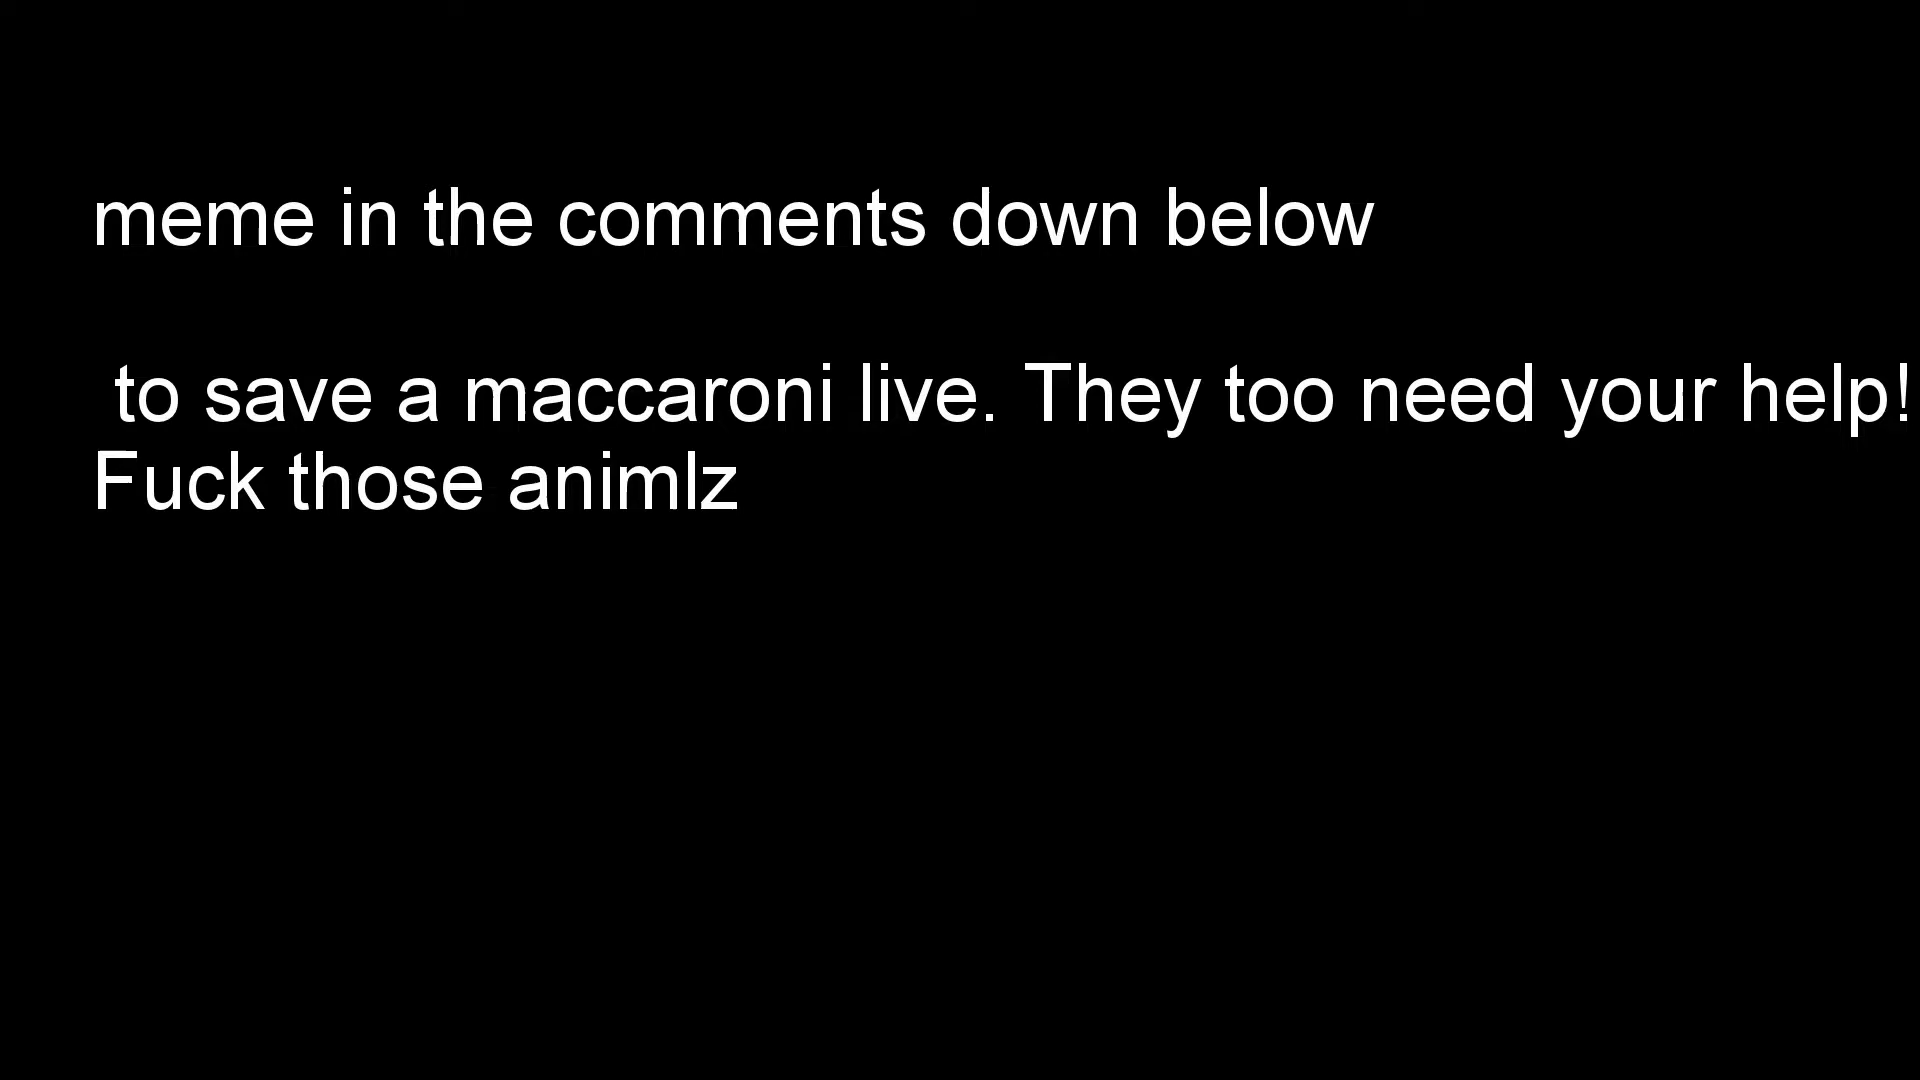 meme in the comments down below
to save a maccaroni live. They too need your help!
Fuck those animlz